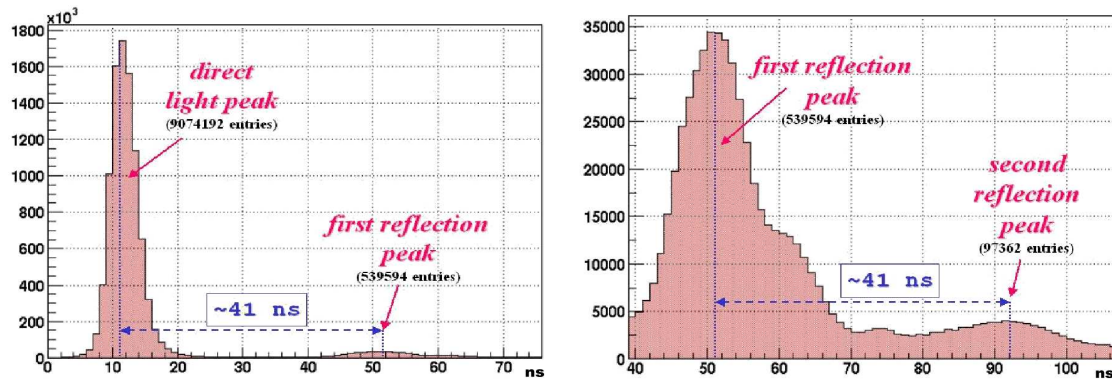 ×10³
1800
1600
1400
1200
1000
800
600
400
200
0
direct
light peak
(9074192 entries)
first reflection
peak
(539594 entries)
~41 ns
0 10 20 30 40 50 60 70
ns
35000
30000
25000
20000
15000
10000
5000
0
first reflection
peak
(539594 entries)
second
reflection
peak
(97362 entries)
~41 ns
40 50 60 70 80 90 100
ns